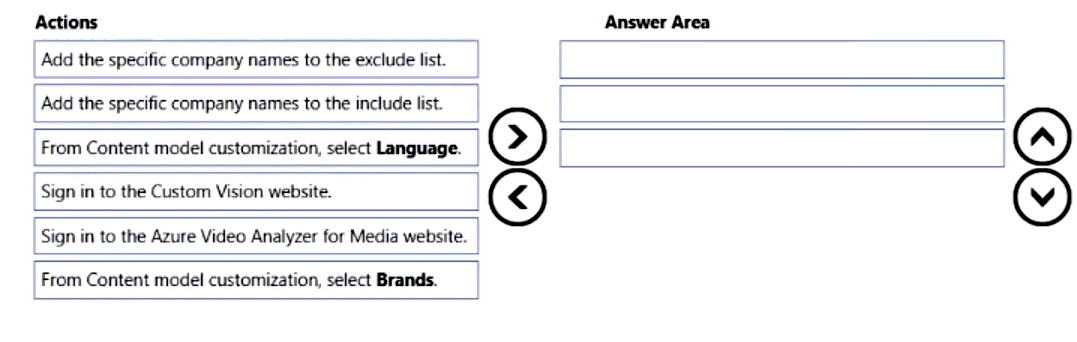 Actions
Answer Area
Add the specific company names to the exclude list.
Add the specific company names to the include list.
From Content model customization, select Language.
Sign in to the Custom Vision website.
Sign in to the Azure Video Analyzer for Media website.
From Content model customization, select Brands.